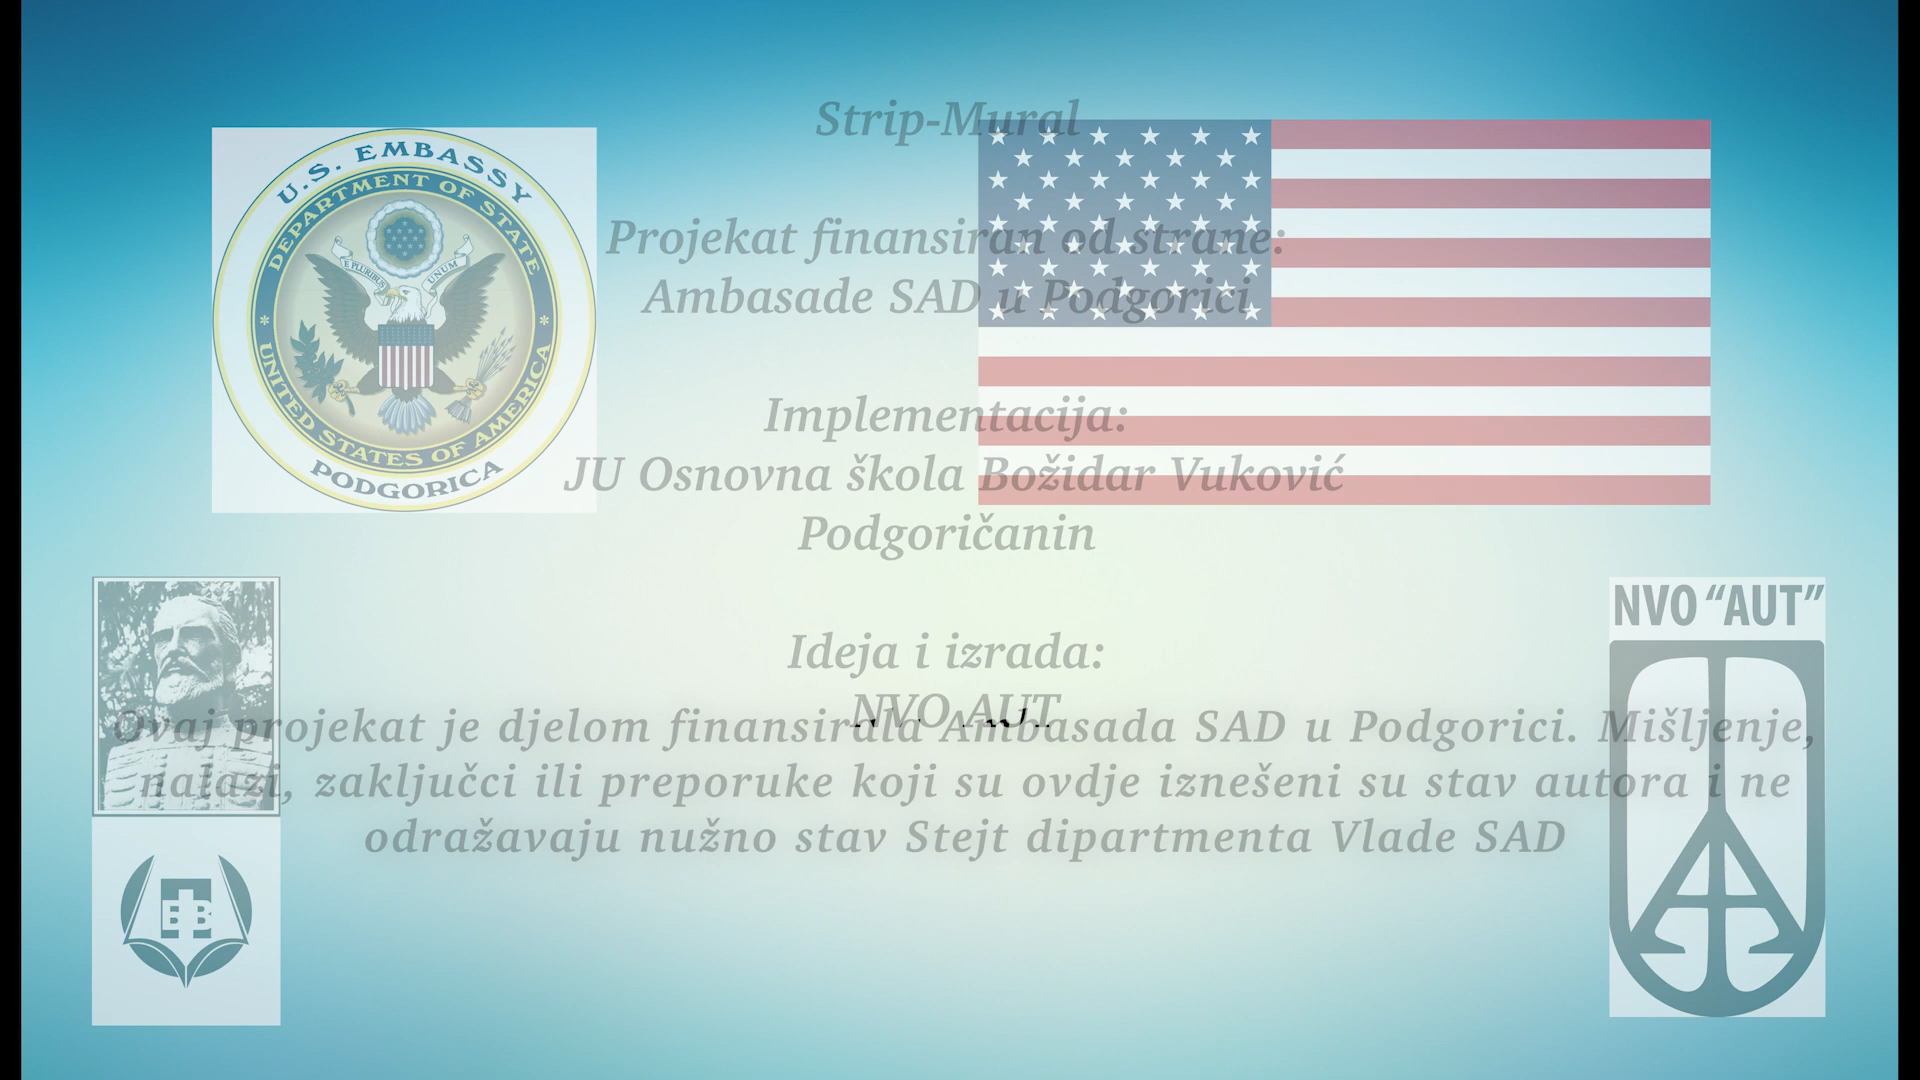 Strip-Mural
U.S. EMBASSY
DEPARTMENT OF STATE
E PLURIBUS UNUM
UNITED STATES OF AMERICA
PODGORICA
Projekat finansiran od strane:
Ambasade SAD u Podgorici
Implementacija:
JU Osnovna škola Božidar Vuković
Podgoričanin
Ideja i izrada:
NVO AUT
NVO “AUT”
Ovaj projekat je djelom finansirala Ambasada SAD u Podgorici. Mišljenje,
nalazi, zaključci ili preporuke koji su ovdje iznešeni su stav autora i ne
odražavaju nužno stav Stejt dipartmenta Vlade SAD